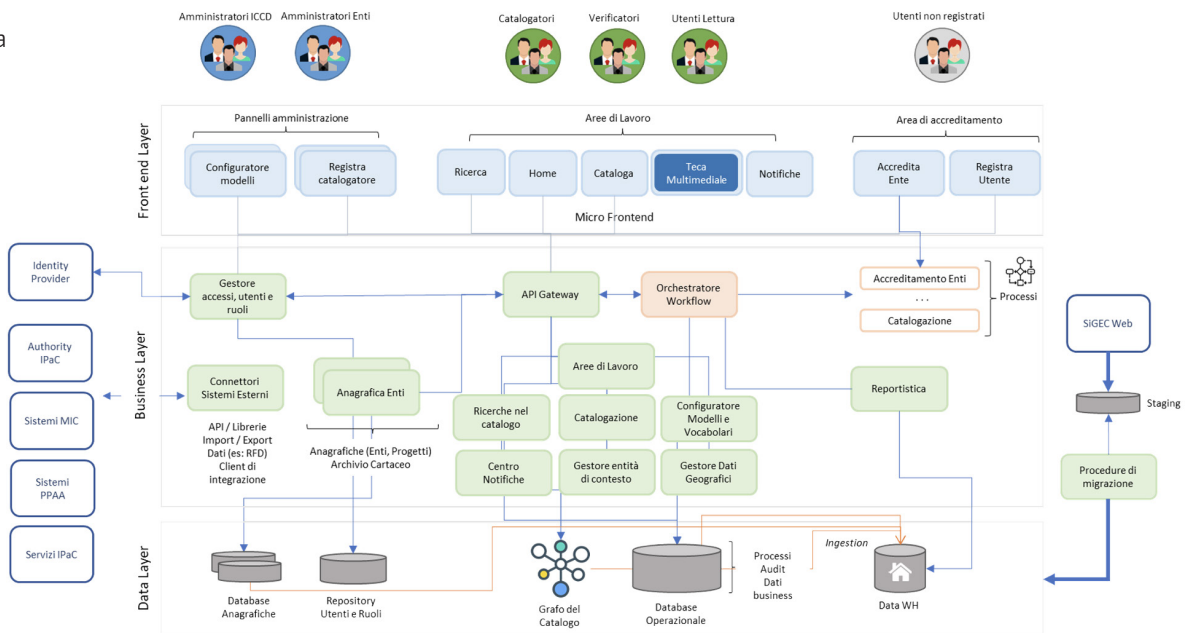 a
Amministratori ICCD
Amministratori Enti
Catalogatori
Verificatori
Utenti Lettura
Utenti non registrati
Front end Layer
Pannelli amministrazione
Aree di Lavoro
Area di accreditamento
Configuratore
modelli
Registra
catalogatore
Ricerca
Home
Cataloga
Teca
Multimediale
Notifiche
Accredita
Ente
Registra
Utente
Micro Frontend
Business Layer
Identity
Provider
Authority
IPaC
Sistemi MIC
Sistemi
PPAA
Servizi IPaC
Gestore
accessi, utenti e
ruoli
API Gateway
Orchestratore
Workflow
Accreditamento Enti
...
Catalogazione
Processi
Connettori
Sistemi Esterni
API / Librerie
Import / Export
Dati (es: RFD)
Client di
integrazione
Anagrafica Enti
Anagrafiche (Enti, Progetti)
Archivio Cartaceo
Aree di Lavoro
Ricerche nel
catalogo
Catalogazione
Configuratore
Modelli e
Vocabolari
Centro
Notifiche
Gestore entità
di contesto
Gestore Dati
Geografici
Reportistica
SiGEC Web
Staging
Procedure di
migrazione
Data Layer
Database
Anagrafiche
Repository
Utenti e Ruoli
Grafo del
Catalogo
Database
Operazionale
Processi
Audit
Dati
business
Ingestion
Data WH